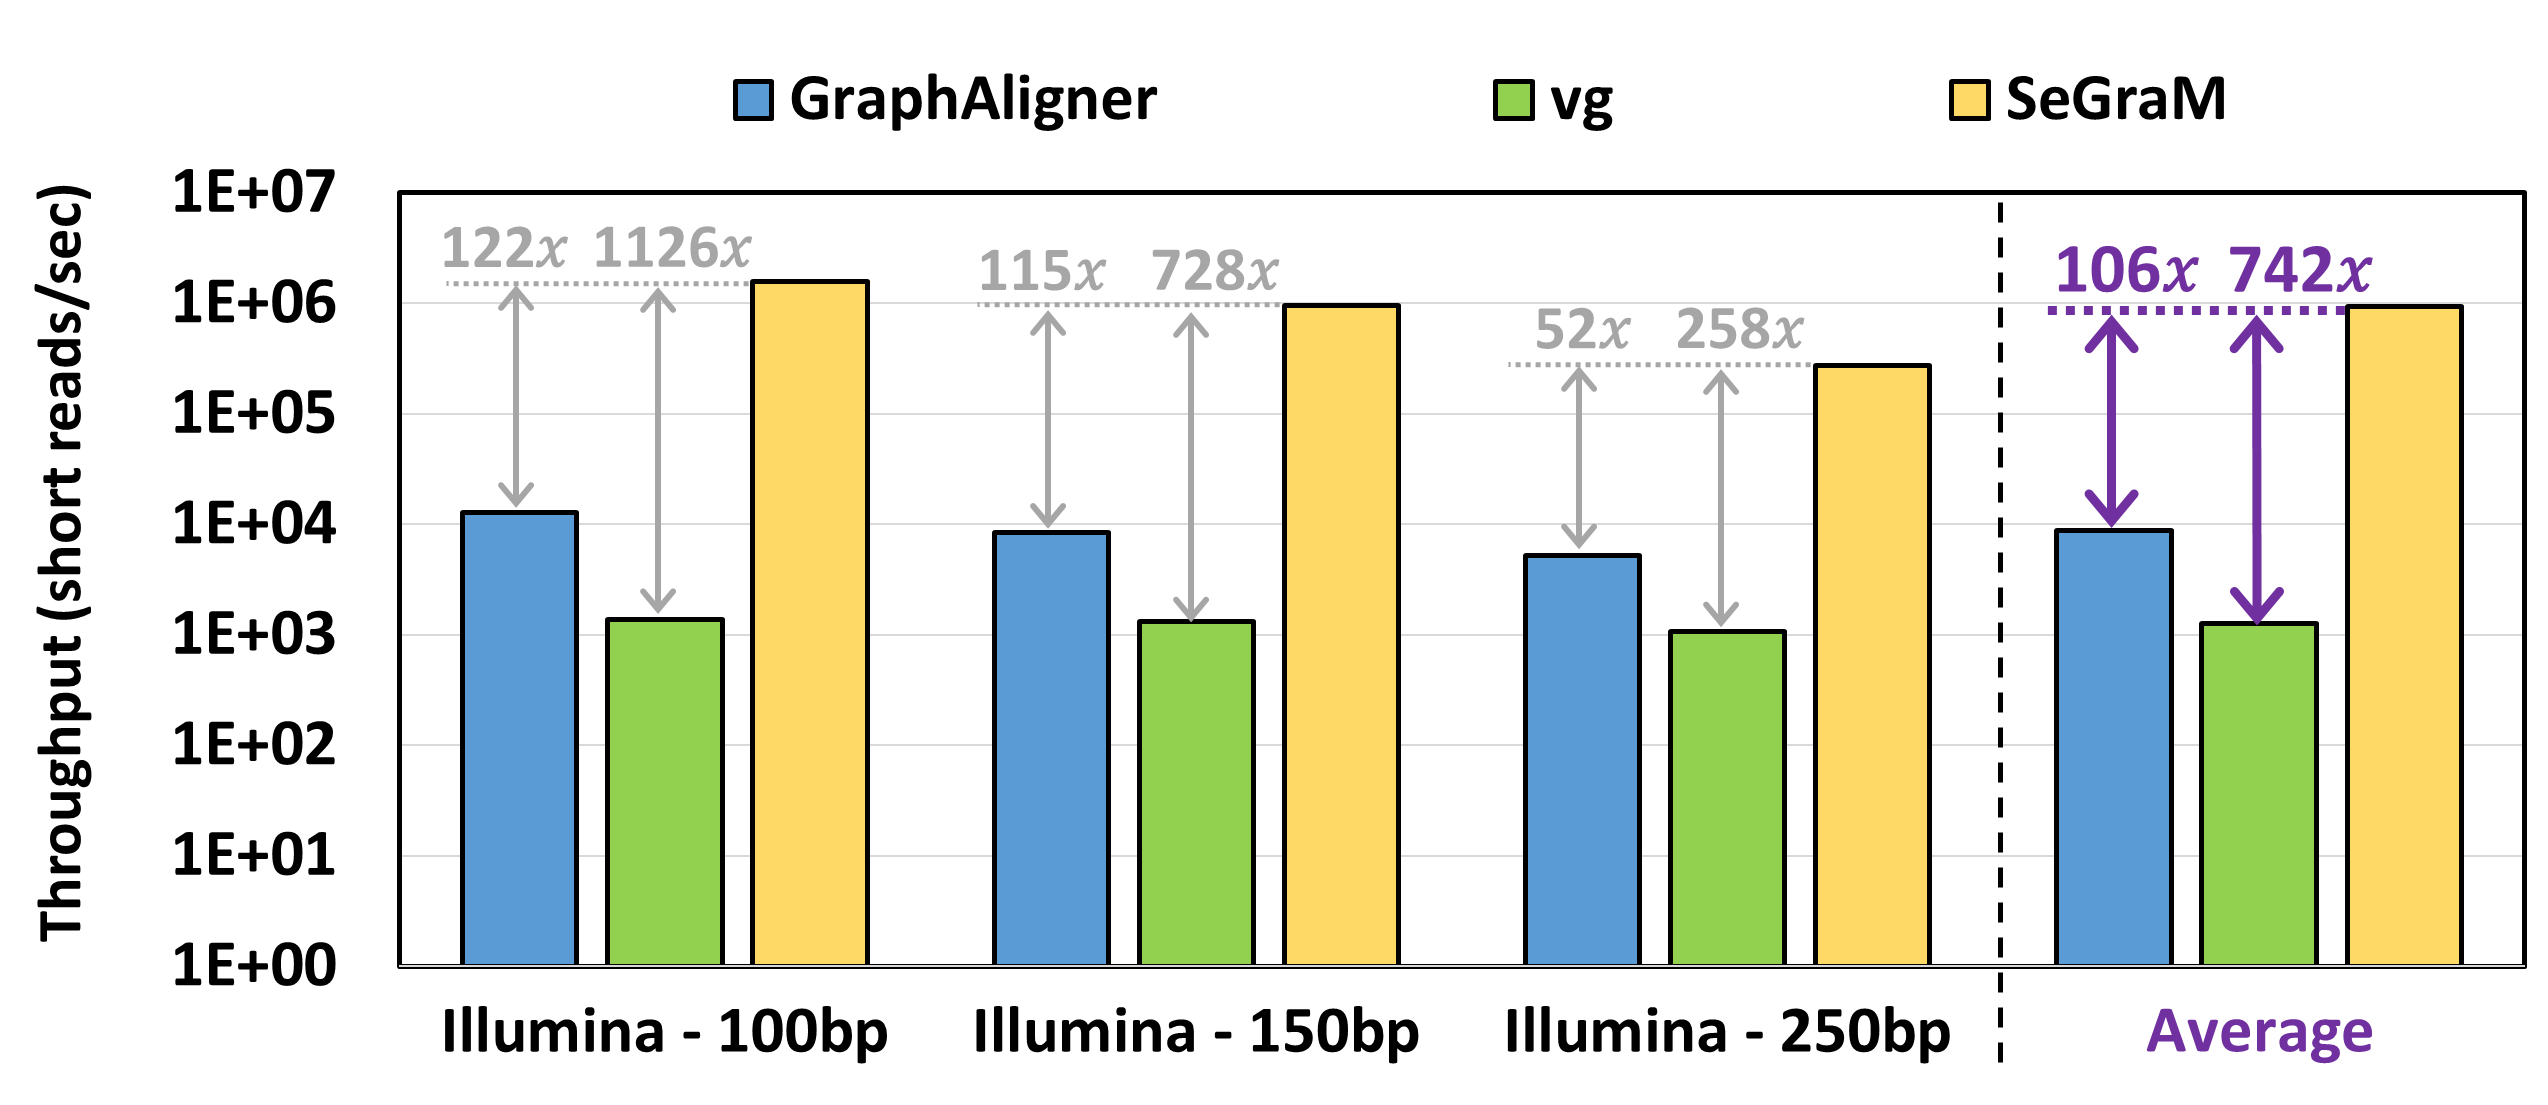 GraphAligner vg SeGraM
Throughput (short reads/sec)
1E+07
1E+06
1E+05
1E+04
1E+03
1E+02
1E+01
1E+00
122x 1126x
115x 728x
52x 258x
106x 742x
Illumina - 100bp Illumina - 150bp Illumina - 250bp Average